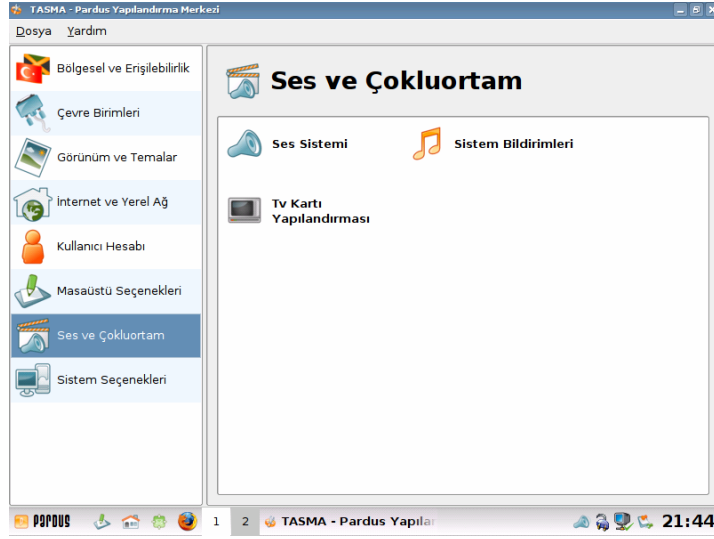 TASMA - Pardus Yapılandırma Merkezi
Dosya Yardım
Bölgesel ve Erişilebilirlik
Çevre Birimleri
Görünüm ve Temalar
İnternet ve Yerel Ağ
Kullanıcı Hesabı
Masaüstü Seçenekleri
Ses ve Çokluortam
Sistem Seçenekleri
Ses ve Çokluortam
Ses Sistemi
Sistem Bildirimleri
Tv Kartı
Yapılandırması
PARDUS 1 2 TASMA - Pardus Yapılar 21:44